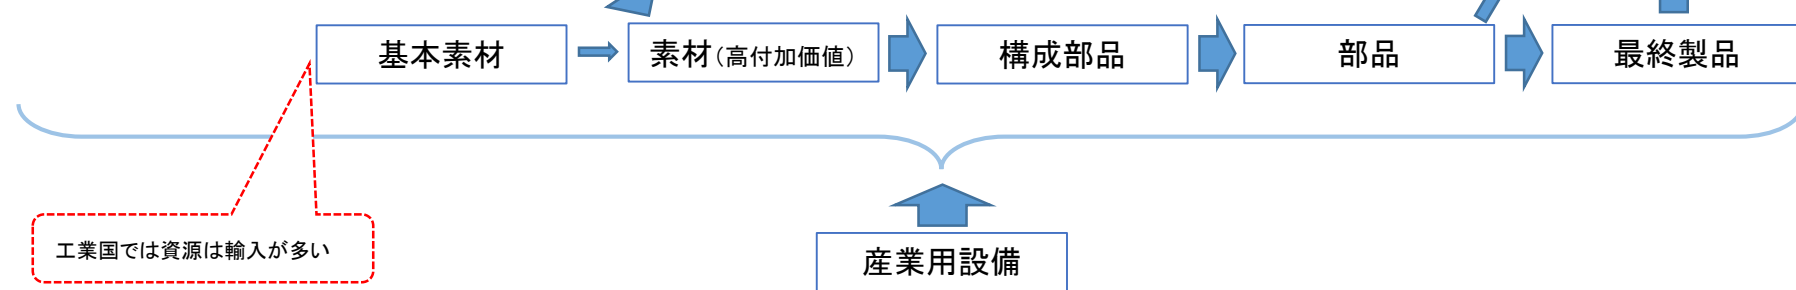 基本素材
素材(高付加価値)
構成部品
部品
最終製品
工業国では資源は輸入が多い
産業用設備